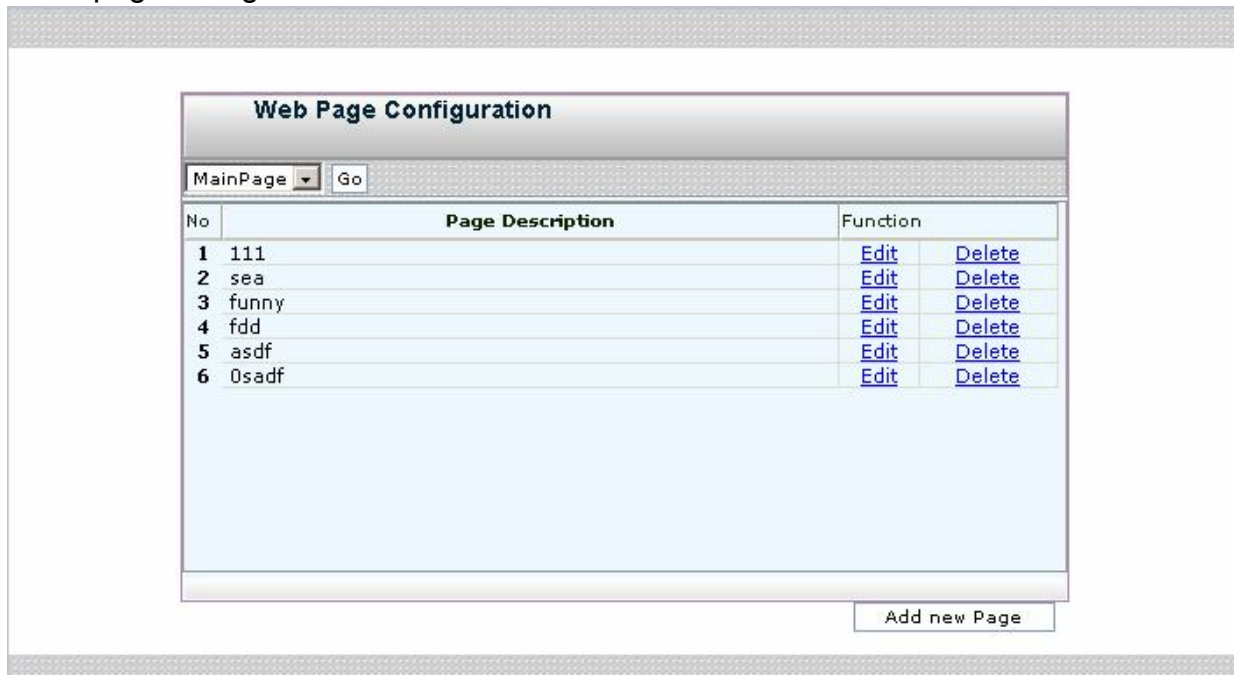 Web Page Configuration
MainPage Go
No Page Description Function
1 111 Edit Delete
2 sea Edit Delete
3 funny Edit Delete
4 fdd Edit Delete
5 asdf Edit Delete
6 0sadf Edit Delete
Add new Page